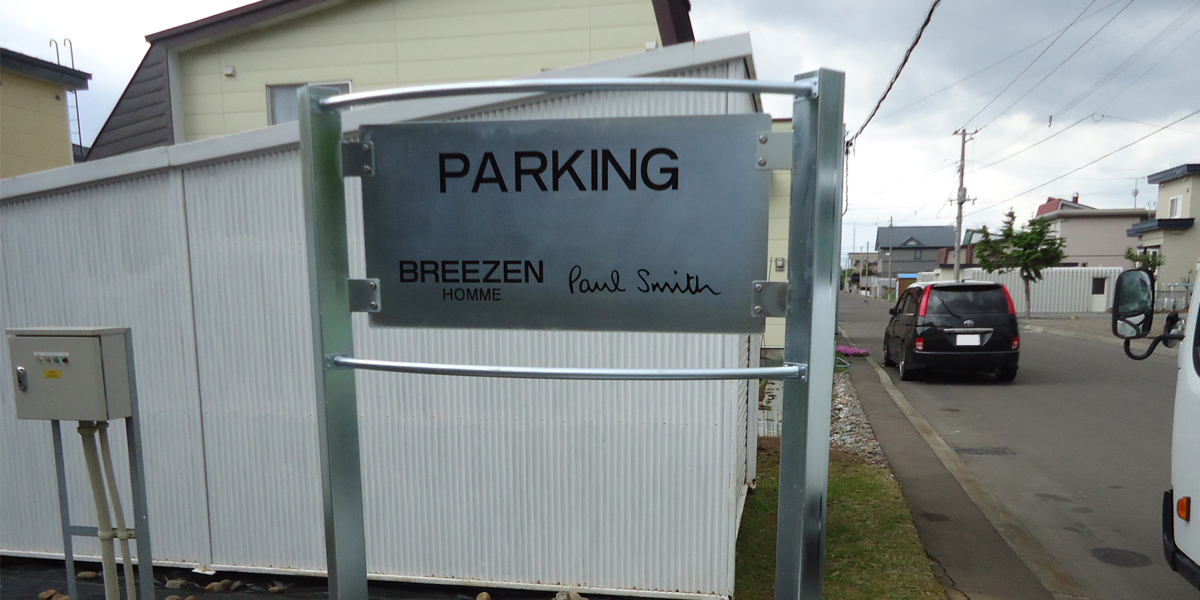 PARKING
BREEZEN
HOMME
Paul Smith